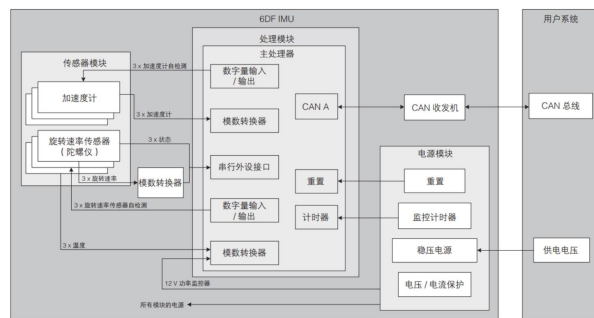 6DF IMU
用户系统
处理模块
传感器模块
主处理器
3 x 加速度计自检测
数字量输入
/ 输出
加速度计
CAN A
CAN 收发机
CAN 总线
3 x 加速度计
模数转换器
3 x 状态
旋转速率传感器
(陀螺仪)
电源模块
串行外设接口
模数转换器
重置
重置
3 x 旋转速率
3 x 旋转速率传感器自检测
数字量输入
/ 输出
计时器
监控计时器
3 x 温度
模数转换器
稳压电源
供电电压
12 V 功率监控器
电压 / 电流保护
所有模块的电源